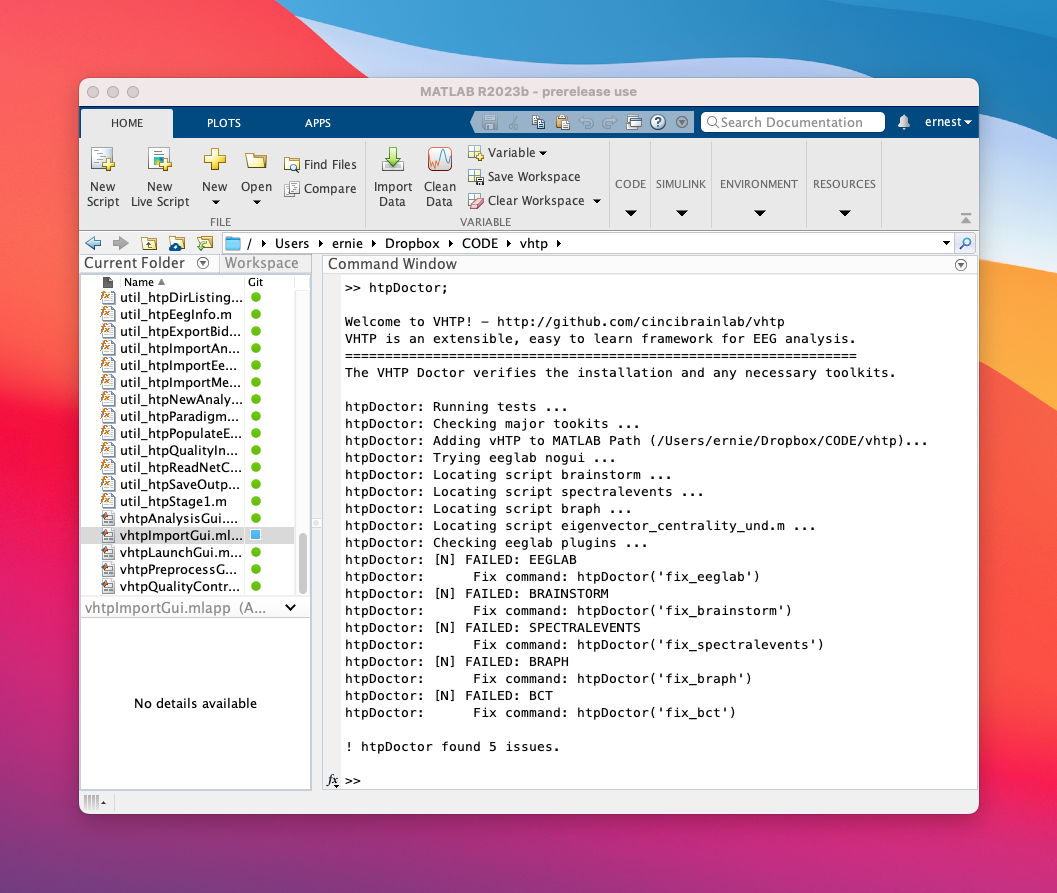 MATLAB R2023b - prerelease use
HOME PLOTS APPS Search Documentation ernest
New Script
New Live Script
New
Open
Find Files
Compare
FILE
Import Data
Clean Data
Variable
Save Workspace
Clear Workspace
VARIABLE
CODE
SIMULINK
ENVIRONMENT
RESOURCES
/ Users ernie Dropbox CODE vhtp
Current Folder Workspace
Name Git
util_htpDirListing...
util_htpEegInfo.m
util_htpExportBid...
util_htpImportAn...
util_htpImportEe...
util_htpImportMe...
util_htpNewAnaly...
util_htpParadigm...
util_htpPopulateE...
util_htpQualityIn...
util_htpReadNetC...
util_htpSaveOutp...
util_htpStage1.m
vhtpAnalysisGui....
vhtpImportGui.ml...
vhtpLaunchGui.m...
vhtpPreprocessG...
vhtpQualityContr...
vhtpImportGui.mlapp (A...
No details available
Command Window
>> htpDoctor;
Welcome to VHTP! - http://github.com/cincibrainlab/vhtp
VHTP is an extensible, easy to learn framework for EEG analysis.
================================================================
The VHTP Doctor verifies the installation and any necessary toolkits.
htpDoctor: Running tests ...
htpDoctor: Checking major tookits ...
htpDoctor: Adding vHTP to MATLAB Path (/Users/ernie/Dropbox/CODE/vhtp)...
htpDoctor: Trying eeglab nogui ...
htpDoctor: Locating script brainstorm ...
htpDoctor: Locating script spectralevents ...
htpDoctor: Locating script braph ...
htpDoctor: Locating script eigenvector_centrality_und.m ...
htpDoctor: Checking eeglab plugins ...
htpDoctor: [N] FAILED: EEGLAB
htpDoctor: Fix command: htpDoctor('fix_eeglab')
htpDoctor: [N] FAILED: BRAINSTORM
htpDoctor: Fix command: htpDoctor('fix_brainstorm')
htpDoctor: [N] FAILED: SPECTRALEVENTS
htpDoctor: Fix command: htpDoctor('fix_spectralevents')
htpDoctor: [N] FAILED: BRAPH
htpDoctor: Fix command: htpDoctor('fix_braph')
htpDoctor: [N] FAILED: BCT
htpDoctor: Fix command: htpDoctor('fix_bct')
! htpDoctor found 5 issues.
fx >>